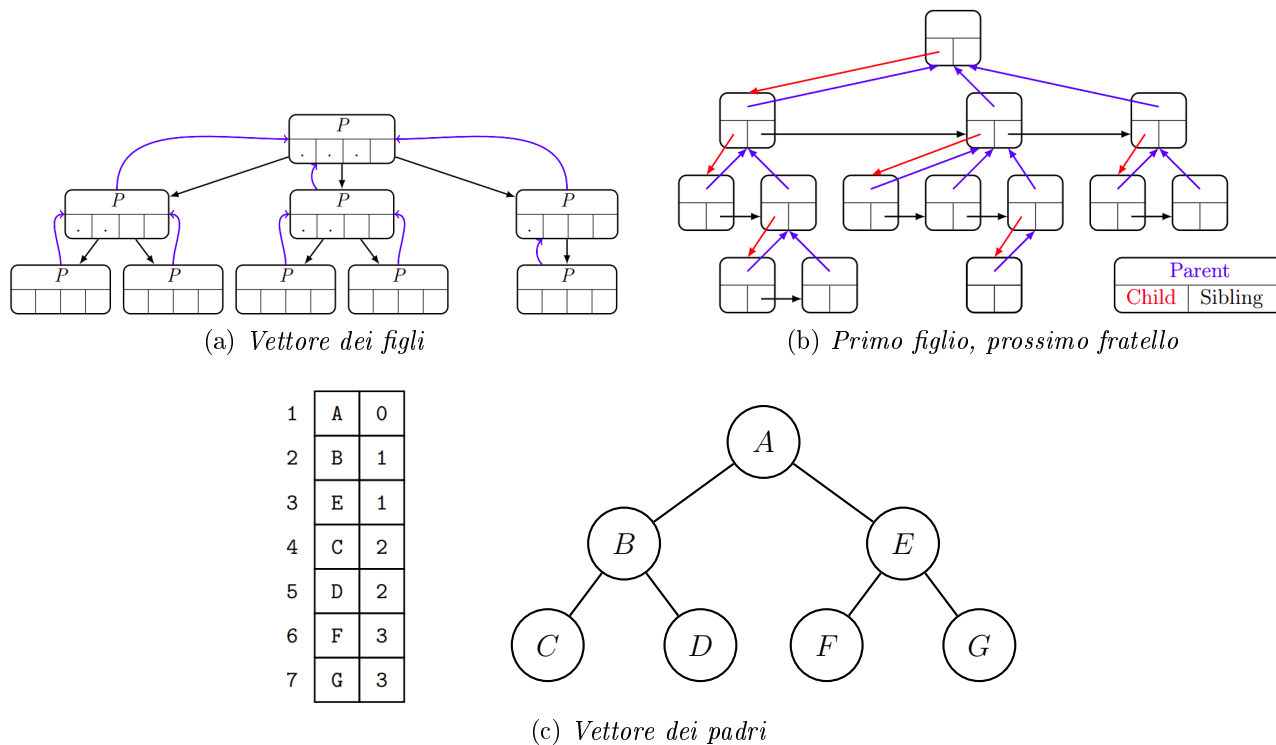 P
. . .
P
. .
P
. .
P
.
P
P
P
P
P
(a) Vettore dei figli
Parent
Child Sibling
(b) Primo figlio, prossimo fratello
1 A 0
2 B 1
3 E 1
4 C 2
5 D 2
6 F 3
7 G 3
A
B E
C D F G
(c) Vettore dei padri